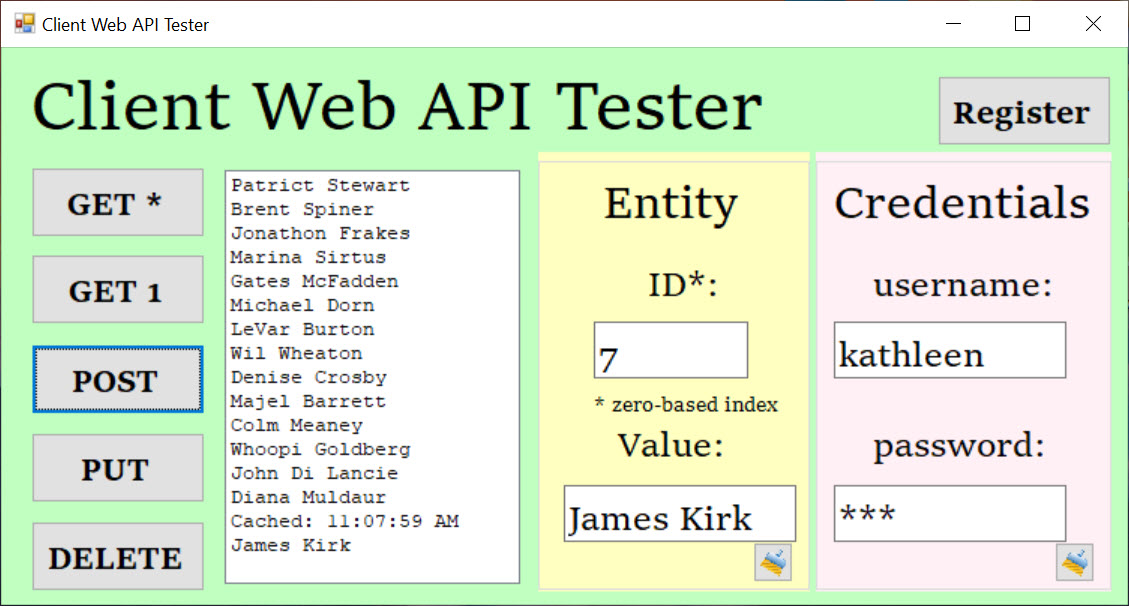 Client Web API Tester
Client Web API Tester
Register
GET *
GET 1
POST
PUT
DELETE
Patrict Stewart
Brent Spiner
Jonathon Frakes
Marina Sirtus
Gates McFadden
Michael Dorn
LeVar Burton
Wil Wheaton
Denise Crosby
Majel Barrett
Colm Meaney
Whoopi Goldberg
John Di Lancie
Diana Muldaur
Cached: 11:07:59 AM
James Kirk
Entity
ID*:
7
* zero-based index
Value:
James Kirk
Credentials
username:
kathleen
password:
***